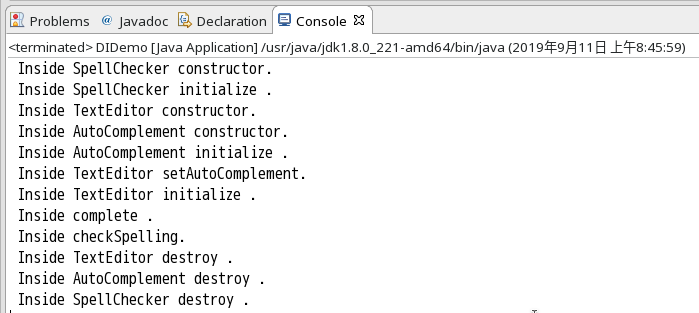 Problems @ Javadoc Declaration Console
<terminated> DIDemo [Java Application] /usr/java/jdk1.8.0_221-amd64/bin/java (2019年9月11日 上午8:45:59)
Inside SpellChecker constructor.
Inside SpellChecker initialize .
Inside TextEditor constructor.
Inside AutoComplement constructor.
Inside AutoComplement initialize .
Inside TextEditor setAutoComplement.
Inside TextEditor initialize .
Inside complete .
Inside checkSpelling.
Inside TextEditor destroy .
Inside AutoComplement destroy .
Inside SpellChecker destroy .